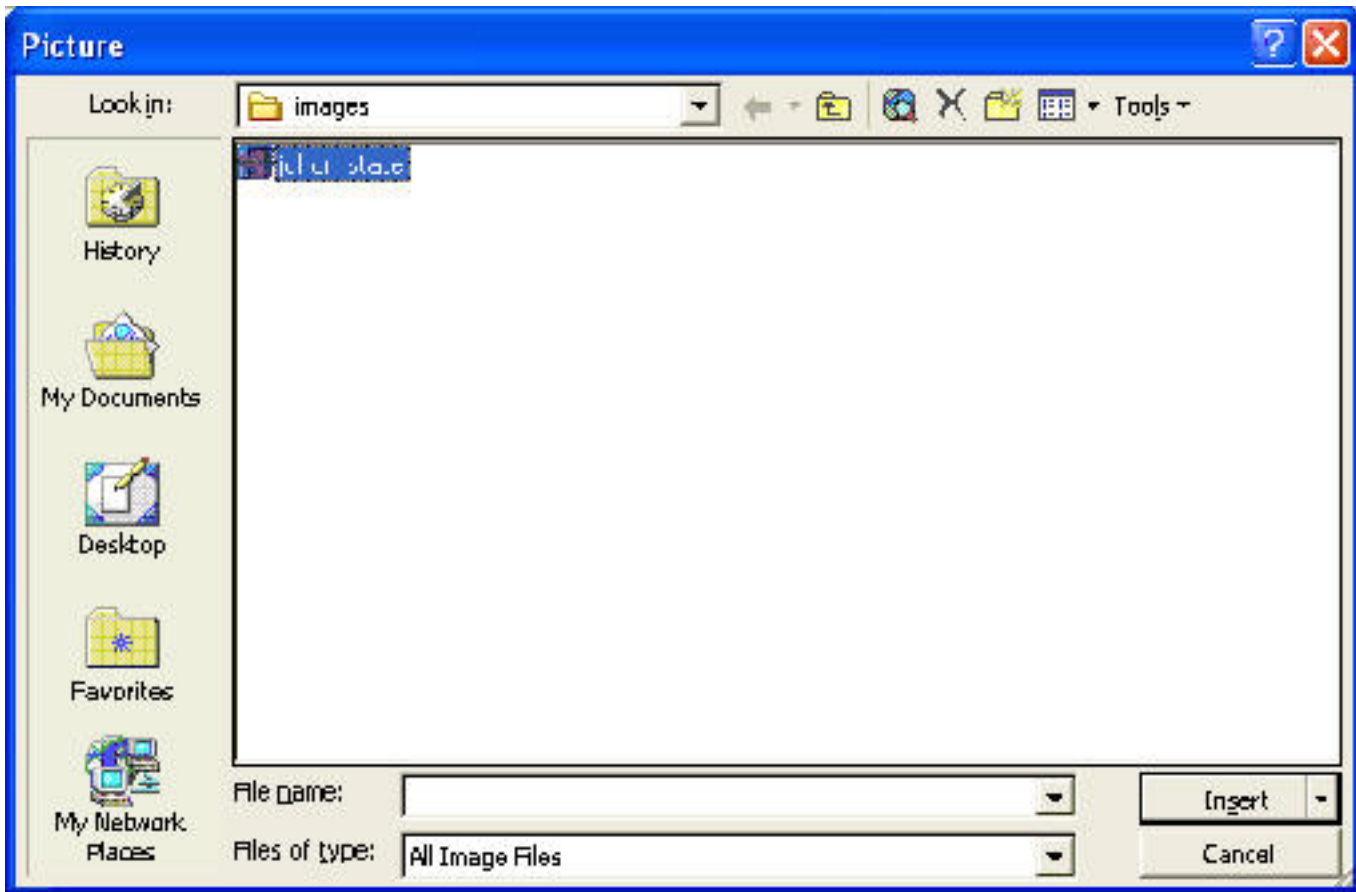 Picture
Look in:
images
Tools
History
My Documents
Desktop
Favorites
My Network
Places
File name:
Insert
Files of type:
All Image Files
Cancel